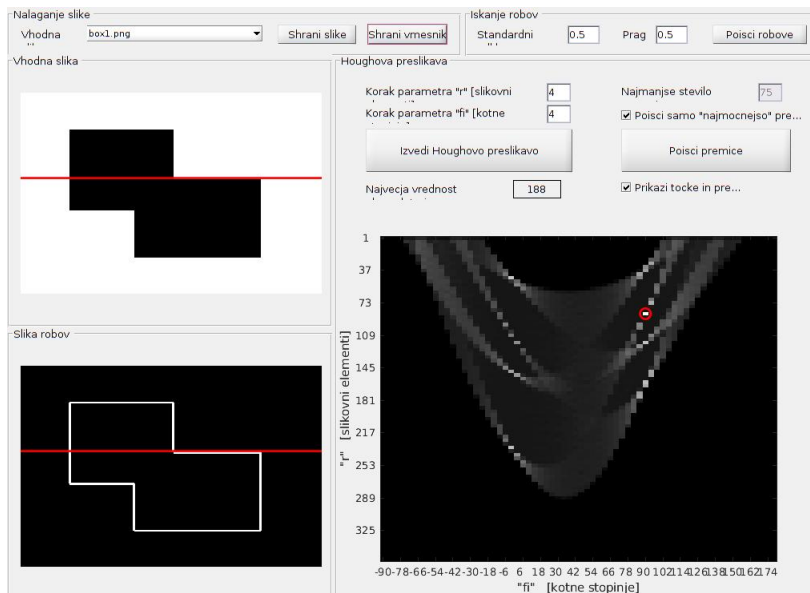 Nalaganje slike
Vhodna
box1.png
Shrani slike
Shrani vmesnik
Iskanje robov
Standardni
0.5
Prag
0.5
Poisci robove
Vhodna slika
Slika robov
Houghova preslikava
Korak parametra "r" [slikovni
4
Korak parametra "fi" [kotne
4
Izvedi Houghovo preslikavo
Najvecja vrednost
188
Najmanjse stevilo
75
Poisci samo "najmocnejso" pre...
Poisci premice
Prikazi tocke in pre...
1
37
73
109
145
181
217
253
289
325
"r" [slikovni elementi]
-90-78-66-54-42-30-18 -6 6 18 30 42 54 66 78 90 102114126138150162 174
"fi" [kotne stopinje]